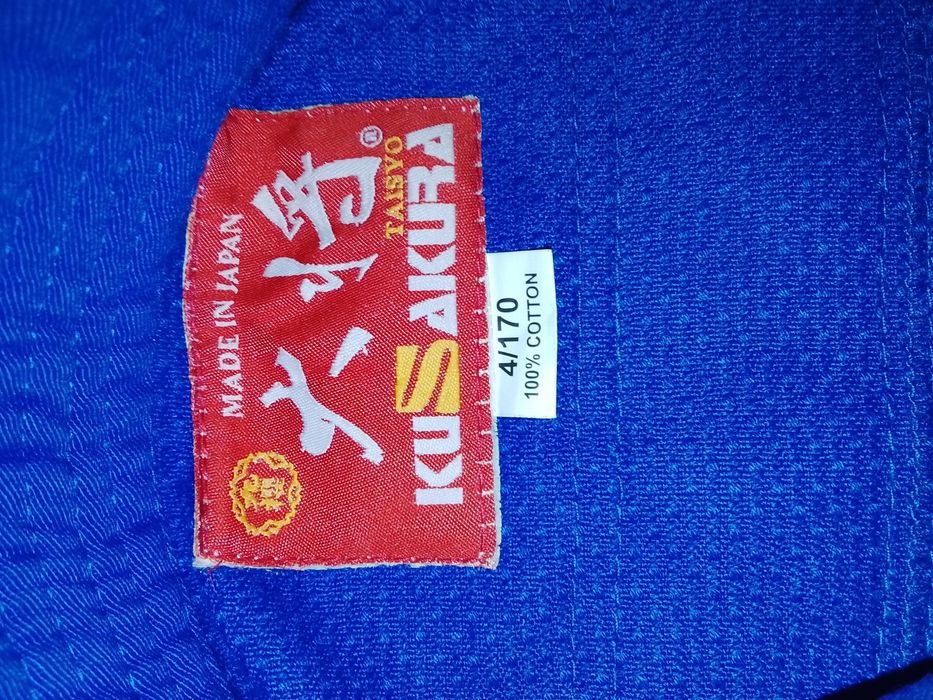 MADE IN JAPAN
大将®
TAISYO
KUSAKURA
4/170
100% COTTON